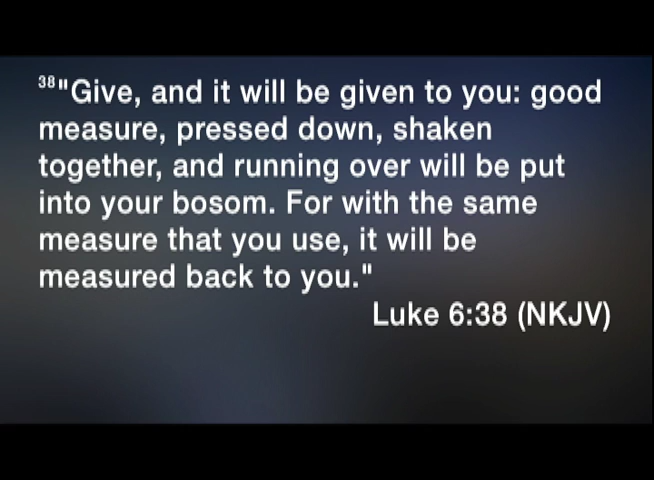 38"Give, and it will be given to you: good
measure, pressed down, shaken
together, and running over will be put
into your bosom. For with the same
measure that you use, it will be
measured back to you."
Luke 6:38 (NKJV)